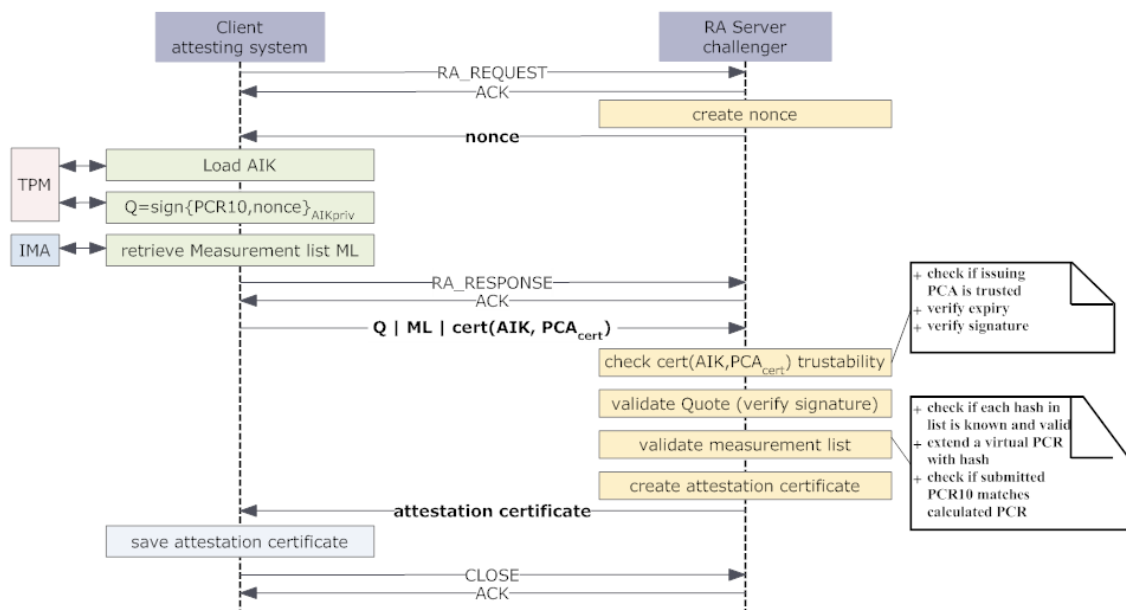 Client
attesting system
RA Server
challenger
RA_REQUEST
ACK
create nonce
nonce
TPM
Load AIK
Q=sign{PCR10,nonce}AIKpriv
IMA
retrieve Measurement list ML
RA_RESPONSE
ACK
Q | ML | cert(AIK, PCAcert)
+ check if issuing
PCA is trusted
+ verify expiry
+ verify signature
check cert(AIK,PCAcert) trustability
validate Quote (verify signature)
validate measurement list
+ check if each hash in
list is known and valid
+ extend a virtual PCR
with hash
+ check if submitted
PCR10 matches
calculated PCR
create attestation certificate
attestation certificate
save attestation certificate
CLOSE
ACK